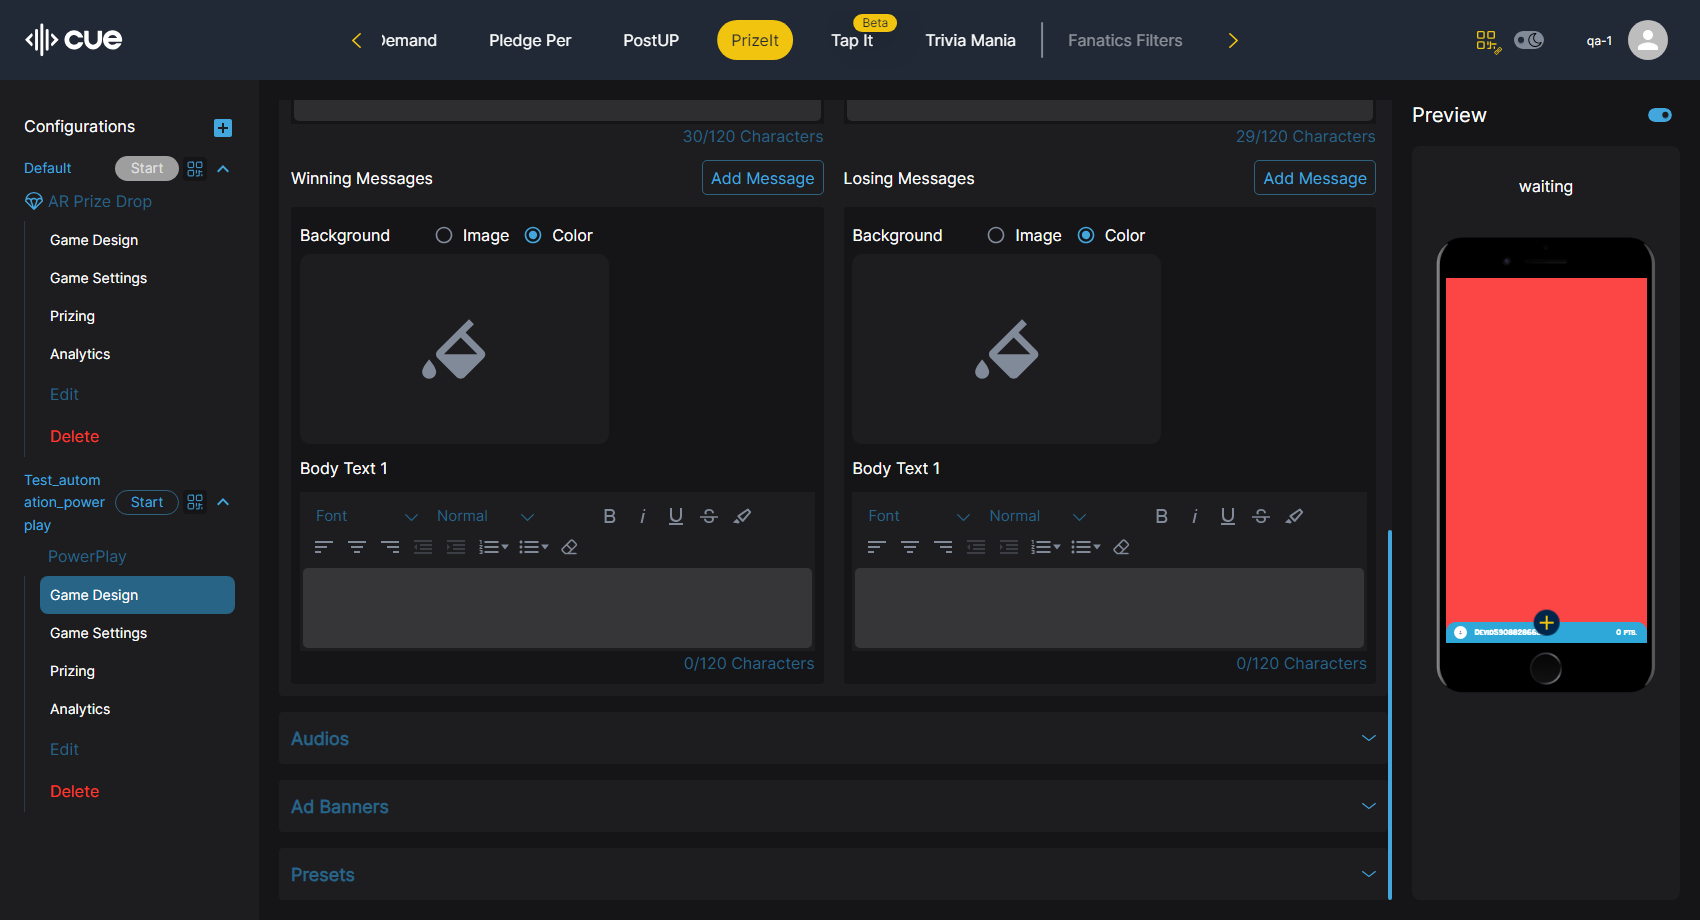 cue
Demand
Pledge Per
PostUP
PrizeIt
Beta
Tap It
Trivia Mania
Fanatics Filters
qa-1
Configurations
Default
Start
AR Prize Drop
Game Design
Game Settings
Prizing
Analytics
Edit
Delete
Test_autom
ation_power
play
Start
PowerPlay
Game Design
Game Settings
Prizing
Analytics
Edit
Delete
30/120 Characters
29/120 Characters
Winning Messages
Add Message
Losing Messages
Add Message
Background
Image
Color
Background
Image
Color
Body Text 1
Body Text 1
Font
Normal
Font
Normal
0/120 Characters
0/120 Characters
Audios
Ad Banners
Presets
Preview
waiting
0 PTS.